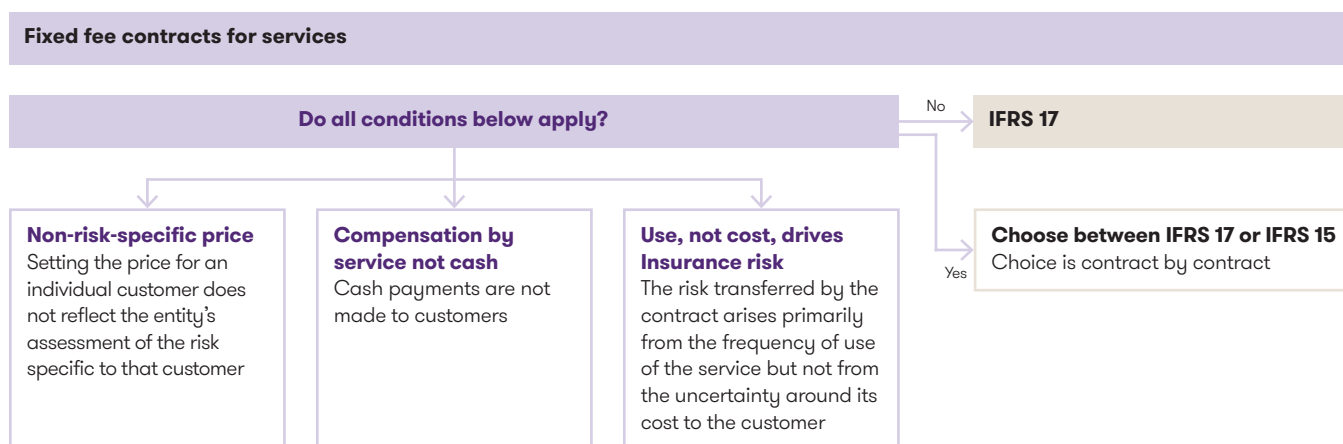 Fixed fee contracts for services
Do all conditions below apply?
No
IFRS 17
Non-risk-specific price
Setting the price for an
individual customer does
not reflect the entity’s
assessment of the risk
specific to that customer
Compensation by
service not cash
Cash payments are not
made to customers
Use, not cost, drives
Insurance risk
The risk transferred by the
contract arises primarily
from the frequency of use
of the service but not from
the uncertainty around its
cost to the customer
Yes
Choose between IFRS 17 or IFRS 15
Choice is contract by contract